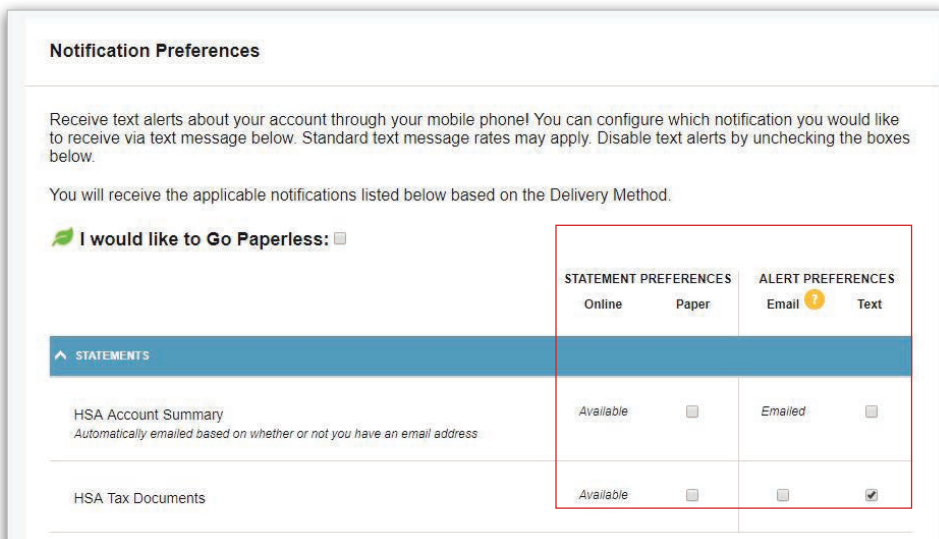 Notification Preferences
Receive text alerts about your account through your mobile phone! You can configure which notification you would like
to receive via text message below. Standard text message rates may apply. Disable text alerts by unchecking the boxes
below.
You will receive the applicable notifications listed below based on the Delivery Method.
I would like to Go Paperless:
STATEMENT PREFERENCES ALERT PREFERENCES
Online Paper Email ? Text
STATEMENTS
HSA Account Summary Available Emailed
Automatically emailed based on whether or not you have an email address
HSA Tax Documents Available